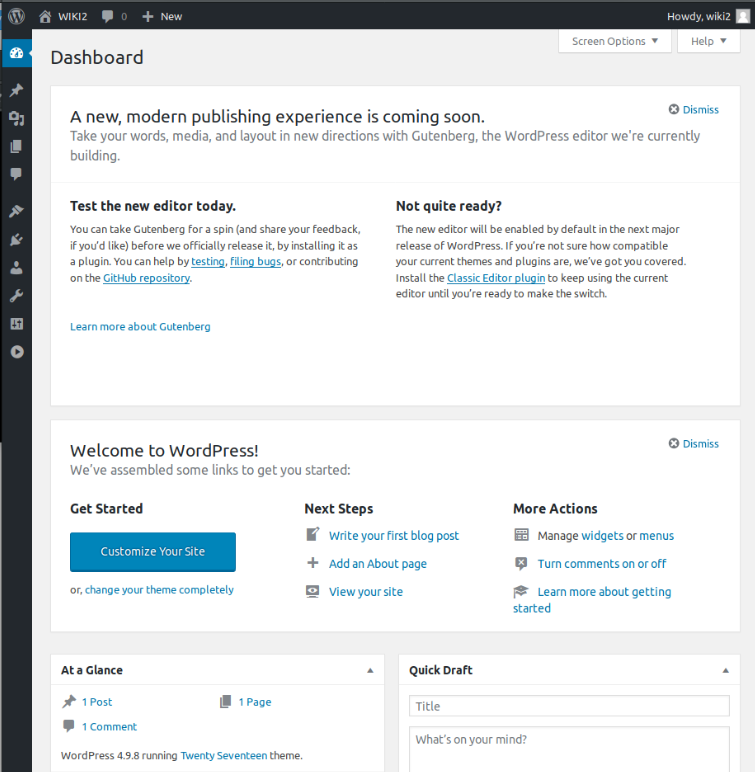 WIKI2 0 New Howdy, wiki2
Screen Options Help
Dashboard
A new, modern publishing experience is coming soon.
Dismiss
Take your words, media, and layout in new directions with Gutenberg, the WordPress editor we're currently
building.
Test the new editor today.
You can take Gutenberg for a spin (and share your feedback,
if you'd like) before we officially release it, by installing it as
a plugin. You can help by testing, filing bugs, or contributing
on the GitHub repository.
Learn more about Gutenberg
Not quite ready?
The new editor will be enabled by default in the next major
release of WordPress. If you're not sure how compatible
your current themes and plugins are, we've got you covered.
Install the Classic Editor plugin to keep using the current
editor until you're ready to make the switch.
Welcome to WordPress!
Dismiss
We've assembled some links to get you started:
Get Started
Customize Your Site
or, change your theme completely
Next Steps
Write your first blog post
Add an About page
View your site
More Actions
Manage widgets or menus
Turn comments on or off
Learn more about getting
started
At a Glance
1 Post 1 Page
1 Comment
WordPress 4.9.8 running Twenty Seventeen theme.
Quick Draft
Title
What's on your mind?